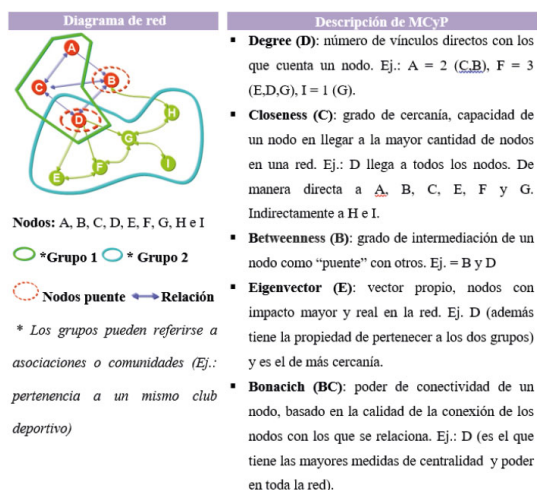 Diagrama de red
A
B
C
D
H
G
F
E
I
Nodos: A, B, C, D, E, F, G, H e I
*Grupo 1 * Grupo 2
Nodos puente Relación
* Los grupos pueden referirse a
asociaciones o comunidades (Ej.:
pertenencia a un mismo club
deportivo)
Descripción de MCyP
▪ Degree (D): número de vínculos directos con los
que cuenta un nodo. Ej.: A = 2 (C,B), F = 3
(E,D,G), I = 1 (G).
▪ Closeness (C): grado de cercanía, capacidad de
un nodo en llegar a la mayor cantidad de nodos
en una red. Ej.: D llega a todos los nodos. De
manera directa a A, B, C, E, F y G.
Indirectamente a H e I.
▪ Betweenness (B): grado de intermediación de un
nodo como “puente” con otros. Ej. = B y D
▪ Eigenvector (E): vector propio, nodos con
impacto mayor y real en la red. Ej. D (además
tiene la propiedad de pertenecer a los dos grupos)
y es el de más cercanía.
▪ Bonacich (BC): poder de conectividad de un
nodo, basado en la calidad de la conexión de los
nodos con los que se relaciona. Ej.: D (es el que
tiene las mayores medidas de centralidad y poder
en toda la red).